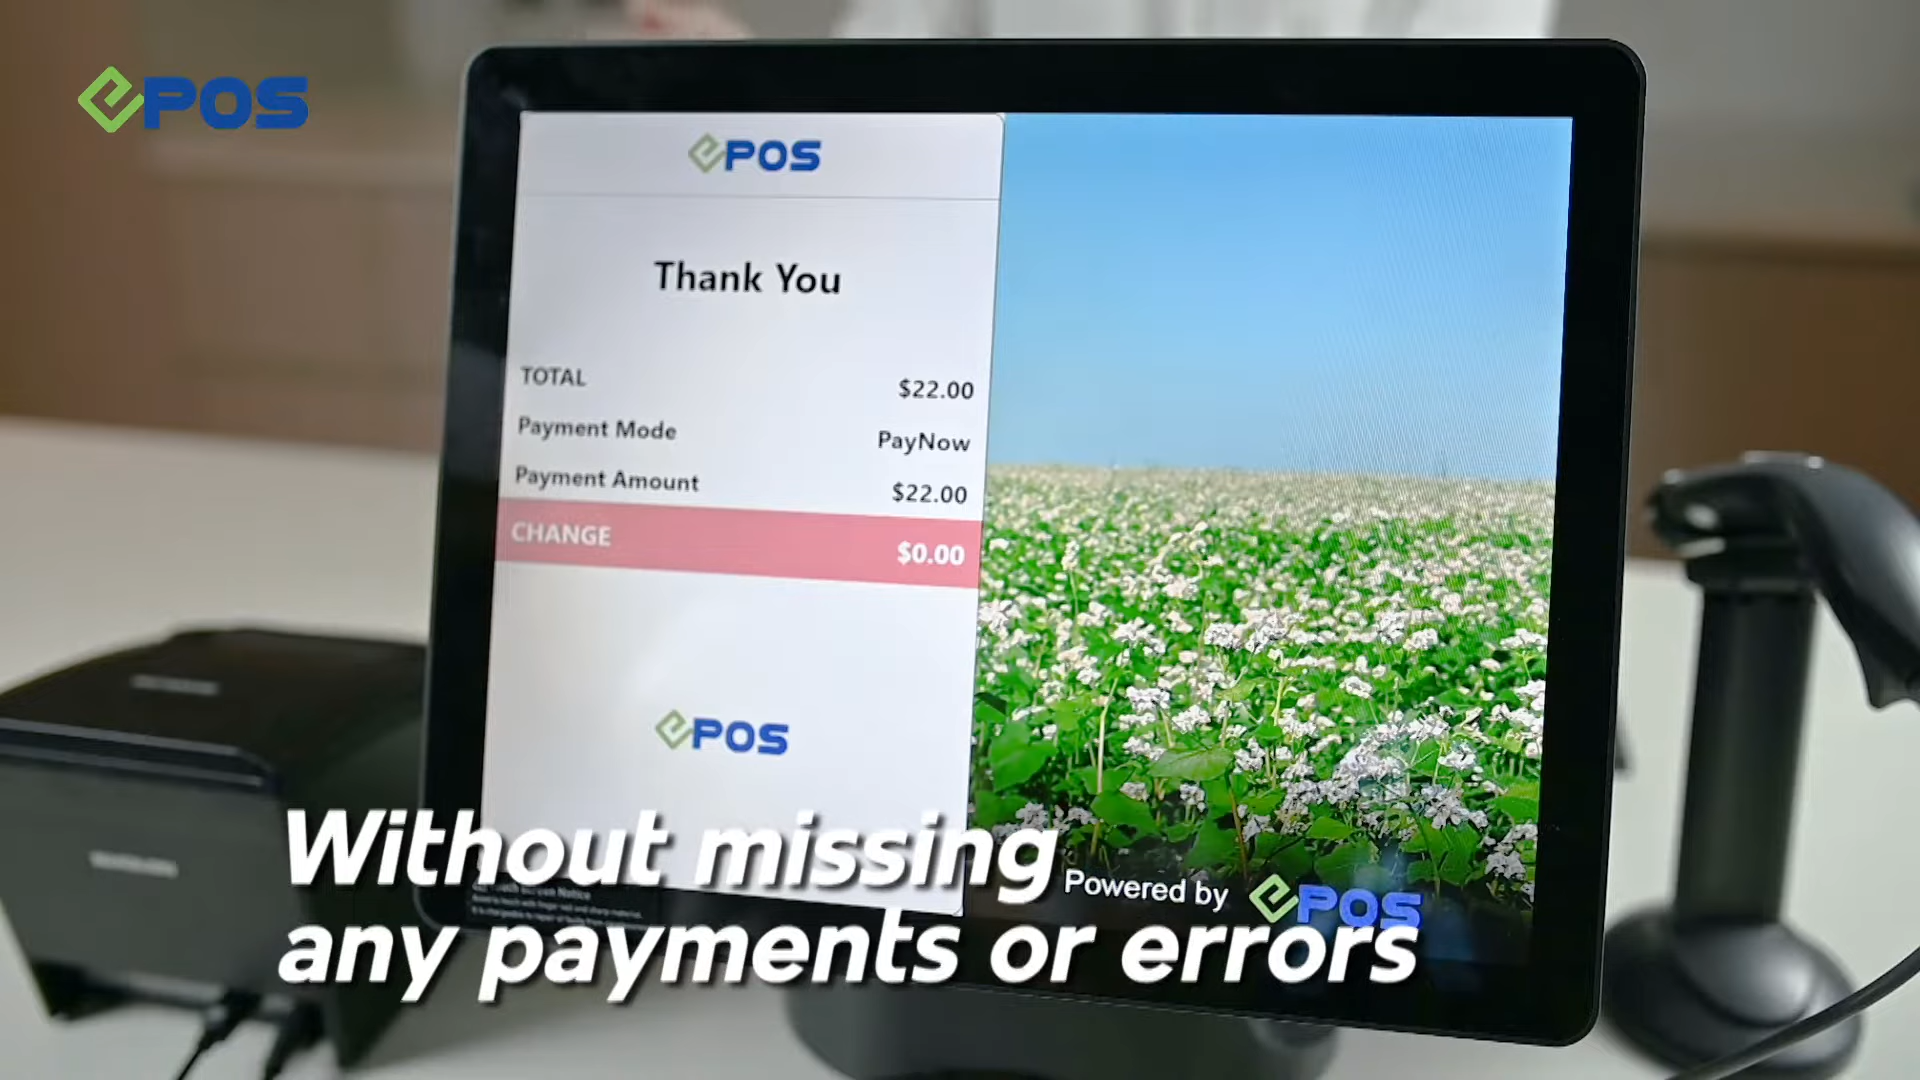 ePOS
ePOS
Thank You
TOTAL $22.00
Payment Mode PayNow
Payment Amount $22.00
CHANGE $0.00
ePOS
Without missing
any payments or errors
Powered by ePOS